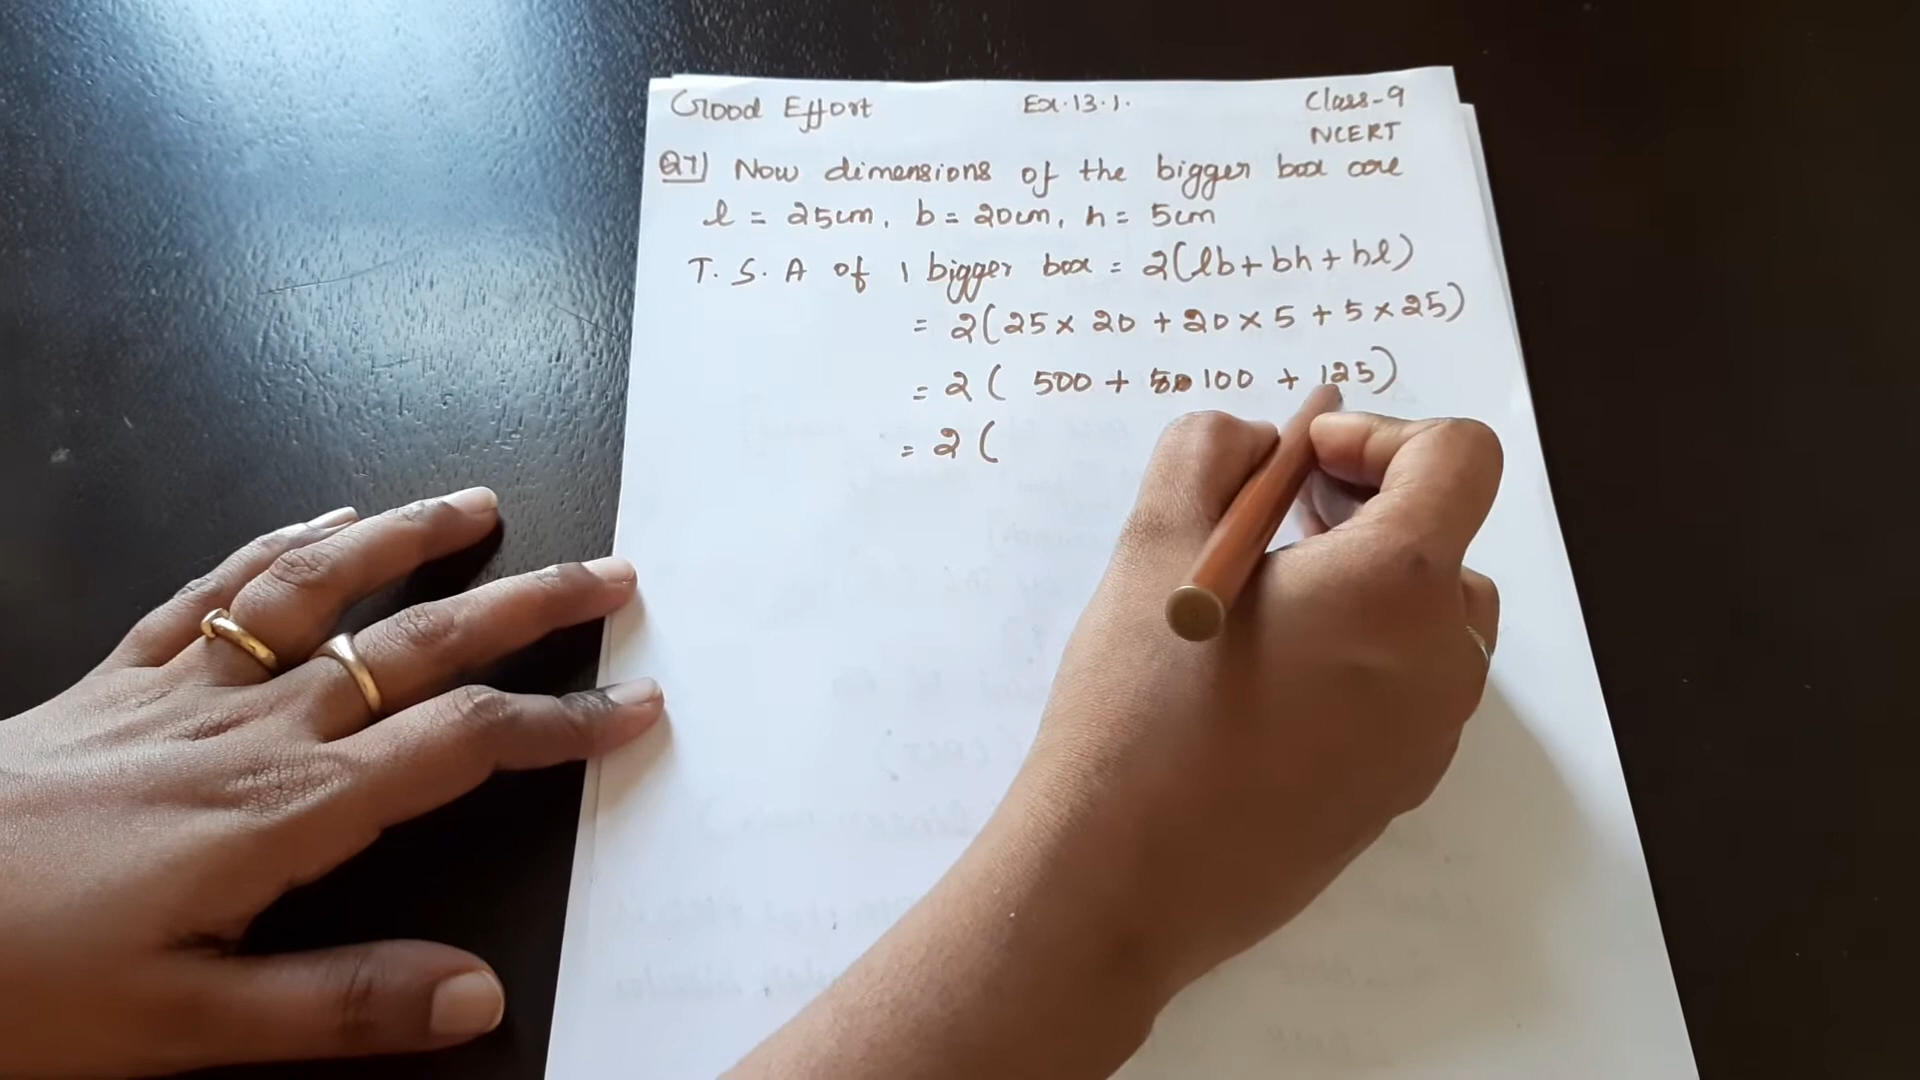 Good Effort Ex.13.1. Class-9
NCERT
Q7) Now dimensions of the bigger box are
l = 25cm, b = 20cm, h = 5cm
T. S. A of 1 bigger box = 2(lb+bh+hl)
= 2(25×20+20×5+5×25)
= 2( 500 + 100 + 125)
= 2(